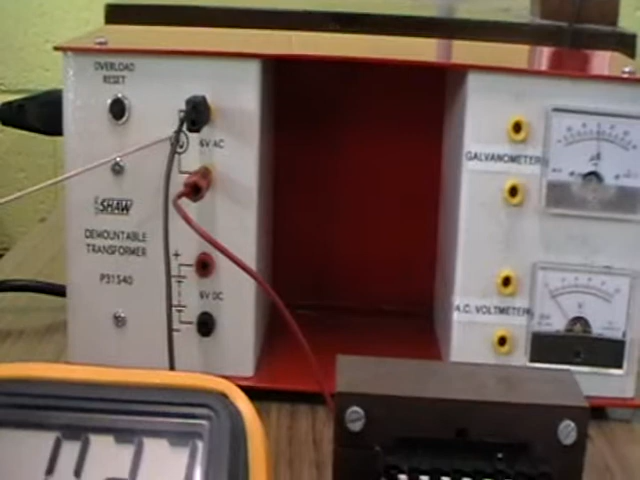 OVERLOAD
RESET
6V AC
SHAW
DEMOUNTABLE
TRANSFORMER
P31540
+
6V DC
-
GALVANOMETER
A.C. VOLTMETER